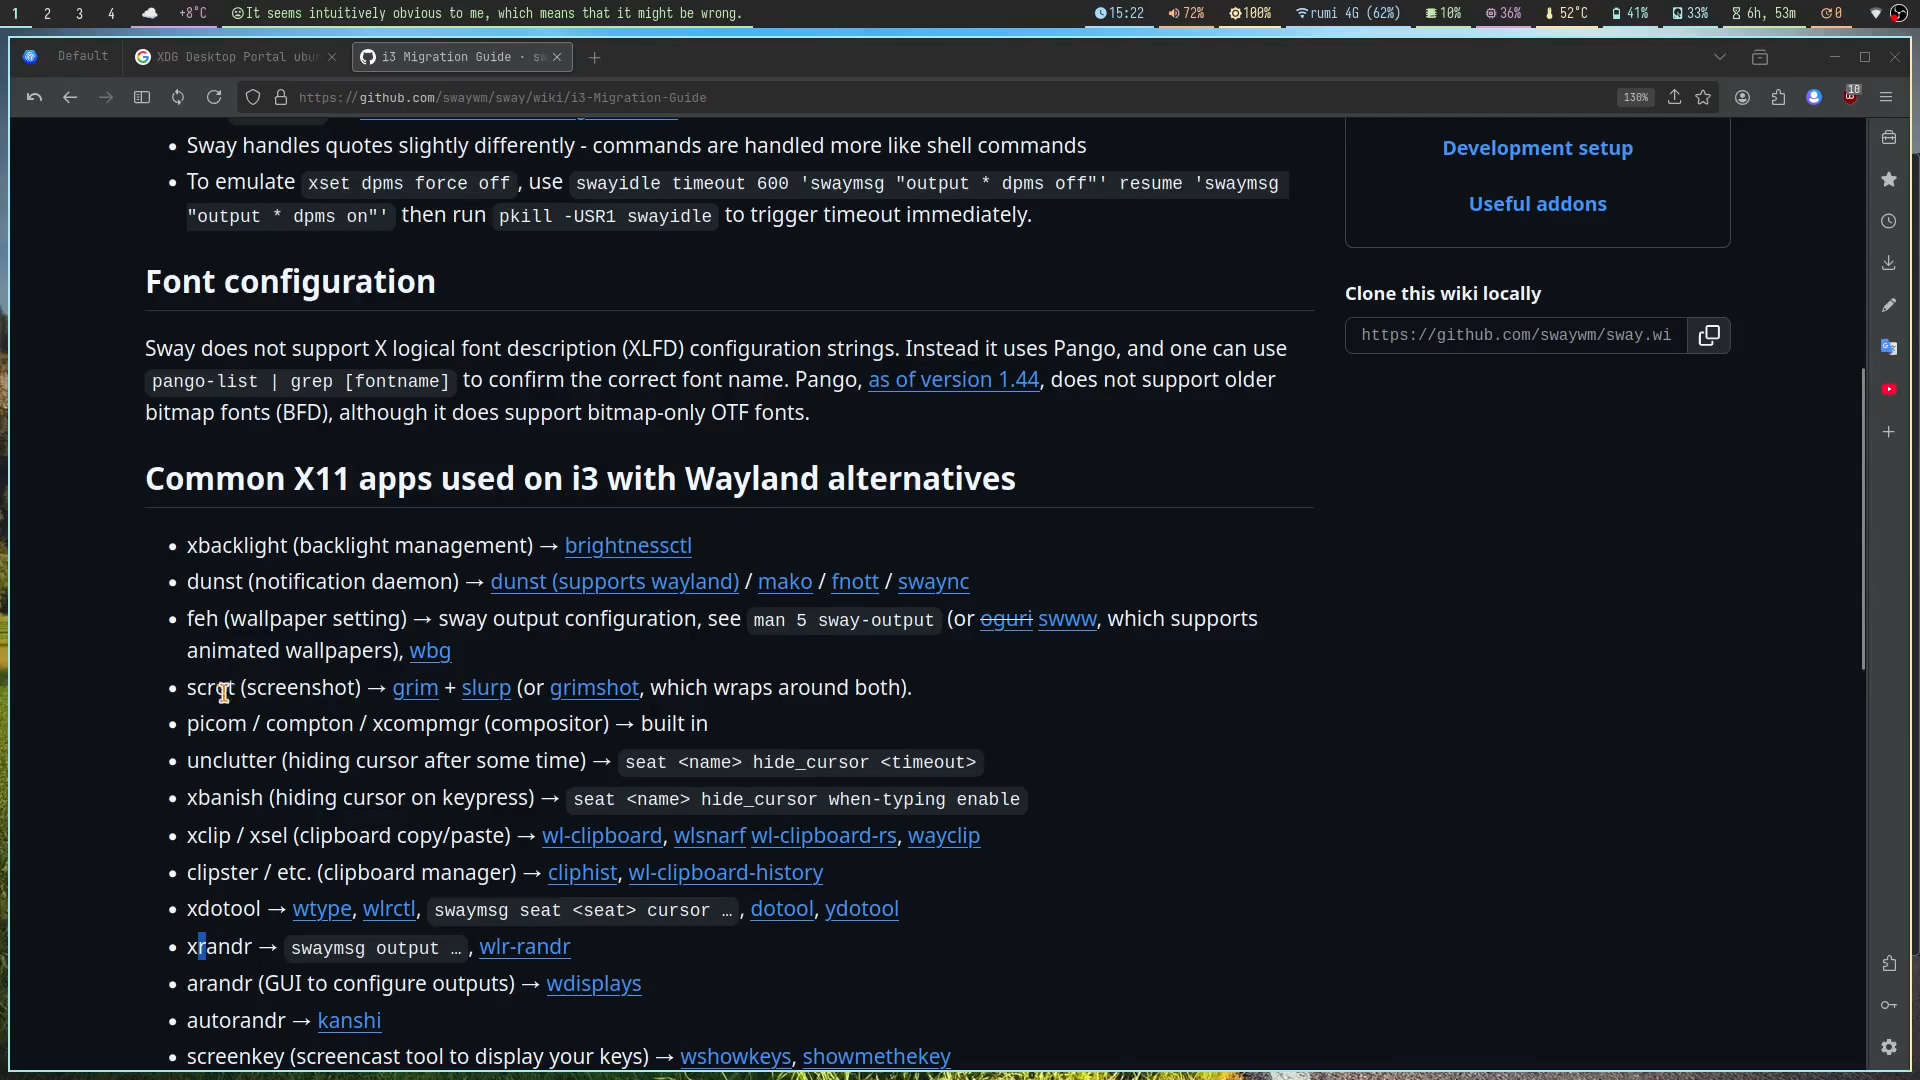 1 2 3 4 +8°C It seems intuitively obvious to me, which means that it might be wrong. 15:22 72% 100% rumi 4G (62%) 10% 36% 52°C 41% 33% 6h, 53m 0
Default XDG Desktop Portal ubu i3 Migration Guide · sw
https://github.com/swaywm/sway/wiki/i3-Migration-Guide 130% 10
• Sway handles quotes slightly differently - commands are handled more like shell commands
• To emulate xset dpms force off, use swayidle timeout 600 'swaymsg "output * dpms off"' resume 'swaymsg
"output * dpms on"' then run pkill -USR1 swayidle to trigger timeout immediately.
Font configuration
Sway does not support X logical font description (XLFD) configuration strings. Instead it uses Pango, and one can use
pango-list | grep [fontname] to confirm the correct font name. Pango, as of version 1.44, does not support older
bitmap fonts (BFD), although it does support bitmap-only OTF fonts.
Common X11 apps used on i3 with Wayland alternatives
• xbacklight (backlight management) → brightnessctl
• dunst (notification daemon) → dunst (supports wayland) / mako / fnott / swaync
• feh (wallpaper setting) → sway output configuration, see man 5 sway-output (or oguri swww, which supports
animated wallpapers), wbg
• scrot (screenshot) → grim + slurp (or grimshot, which wraps around both).
• picom / compton / xcompmgr (compositor) → built in
• unclutter (hiding cursor after some time) → seat <name> hide_cursor <timeout>
• xbanish (hiding cursor on keypress) → seat <name> hide_cursor when-typing enable
• xclip / xsel (clipboard copy/paste) → wl-clipboard, wlsnarf wl-clipboard-rs, wayclip
• clipster / etc. (clipboard manager) → cliphist, wl-clipboard-history
• xdotool → wtype, wlrctl, swaymsg seat <seat> cursor …, dotool, ydotool
• xrandr → swaymsg output …, wlr-randr
• arandr (GUI to configure outputs) → wdisplays
• autorandr → kanshi
• screenkey (screencast tool to display your keys) → wshowkeys, showmethekey
Development setup
Useful addons
Clone this wiki locally
https://github.com/swaywm/sway.wi